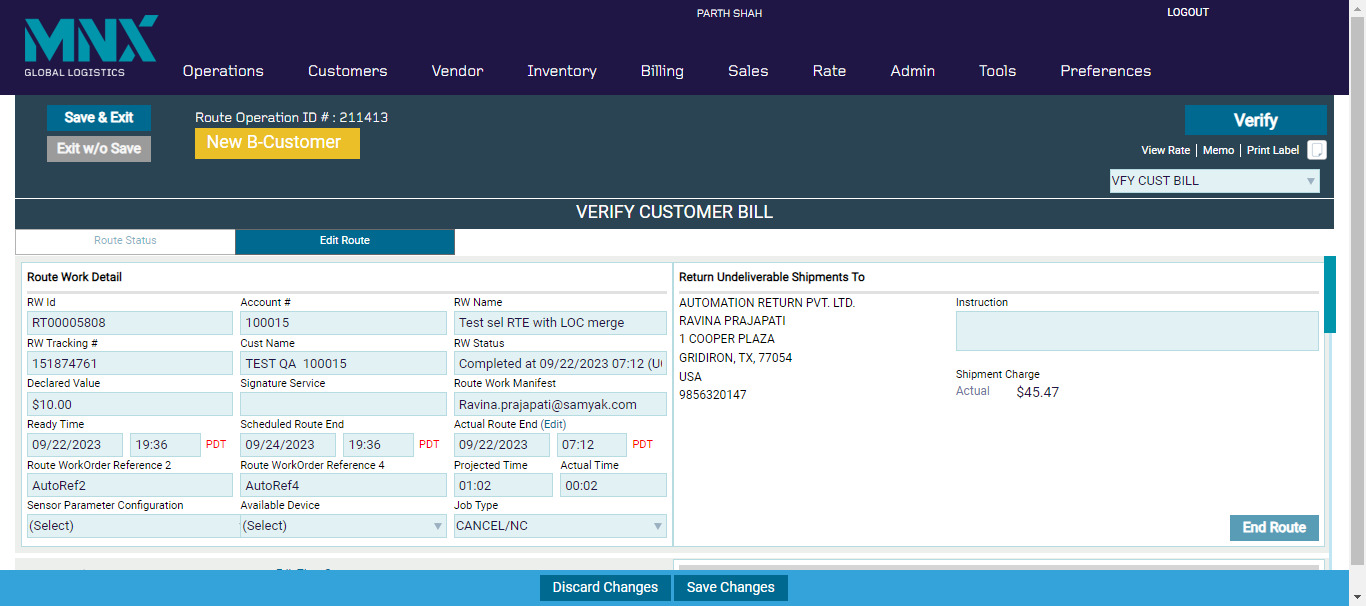 PARTH SHAH
LOGOUT
MNX
GLOBAL LOGISTICS
Operations Customers Vendor Inventory Billing Sales Rate Admin Tools Preferences
Save & Exit
Route Operation ID # : 211413
Verify
Exit w/o Save
New B-Customer
View Rate | Memo | Print Label
VFY CUST BILL
VERIFY CUSTOMER BILL
Route Status Edit Route
Route Work Detail
RW Id Account # RW Name
RT00005808 100015 Test sel RTE with LOC merge
RW Tracking # Cust Name RW Status
151874761 TEST QA 100015 Completed at 09/22/2023 07:12 (U
Declared Value Signature Service Route Work Manifest
$10.00 Ravina.prajapati@samyak.com
Ready Time Scheduled Route End Actual Route End (Edit)
09/22/2023 19:36 PDT 09/24/2023 19:36 PDT 09/22/2023 07:12 PDT
Route WorkOrder Reference 2 Route WorkOrder Reference 4 Projected Time Actual Time
AutoRef2 AutoRef4 01:02 00:02
Sensor Parameter Configuration Available Device Job Type
(Select) (Select) CANCEL/NC
Return Undeliverable Shipments To
AUTOMATION RETURN PVT. LTD.
RAVINA PRAJAPATI
1 COOPER PLAZA
GRIDIRON, TX, 77054
USA
9856320147
Instruction
Shipment Charge
Actual $45.47
End Route
Discard Changes Save Changes